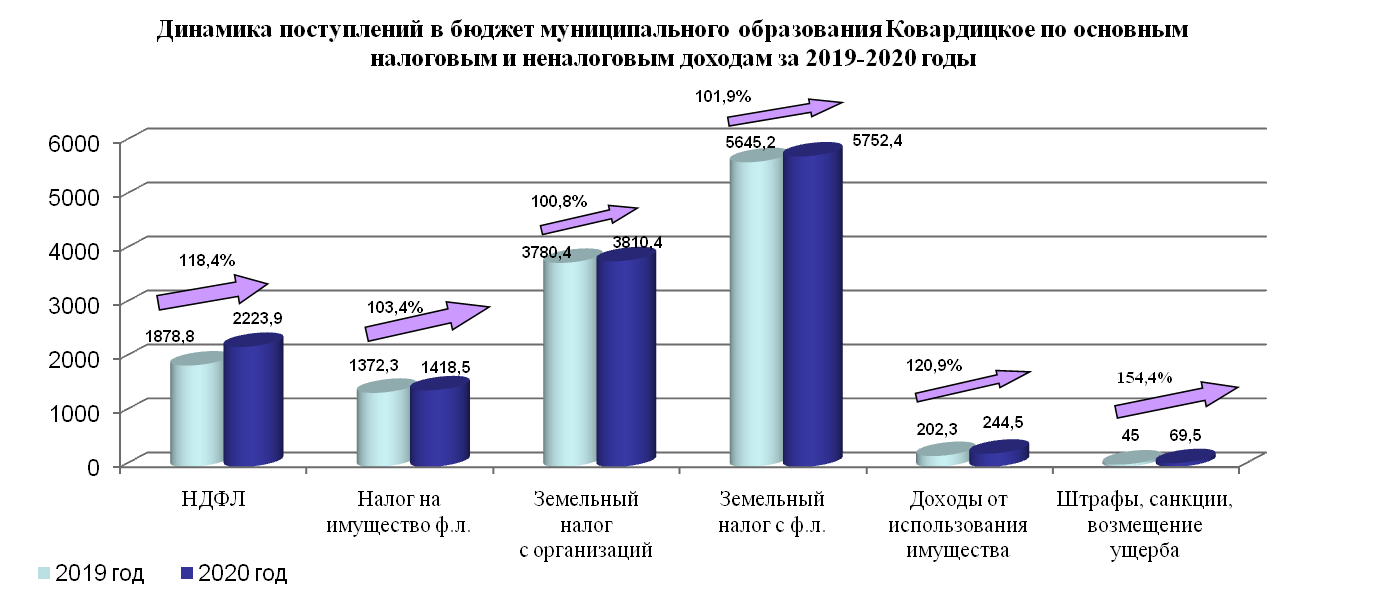 Динамика поступлений в бюджет муниципального образования Ковардицкое по основным
налоговым и неналоговым доходам за 2019-2020 годы
6000
5000
4000
3000
2000
1000
0
118,4%
1878,8
2223,9
103,4%
1372,3
1418,5
100,8%
3780,4
3810,4
101,9%
5645,2
5752,4
120,9%
202,3
244,5
154,4%
45
69,5
НДФЛ
Налог на
имущество ф.л.
Земельный
налог
с организаций
Земельный
налог с ф.л.
Доходы от
использования
имущества
Штрафы, санкции,
возмещение
ущерба
2019 год
2020 год